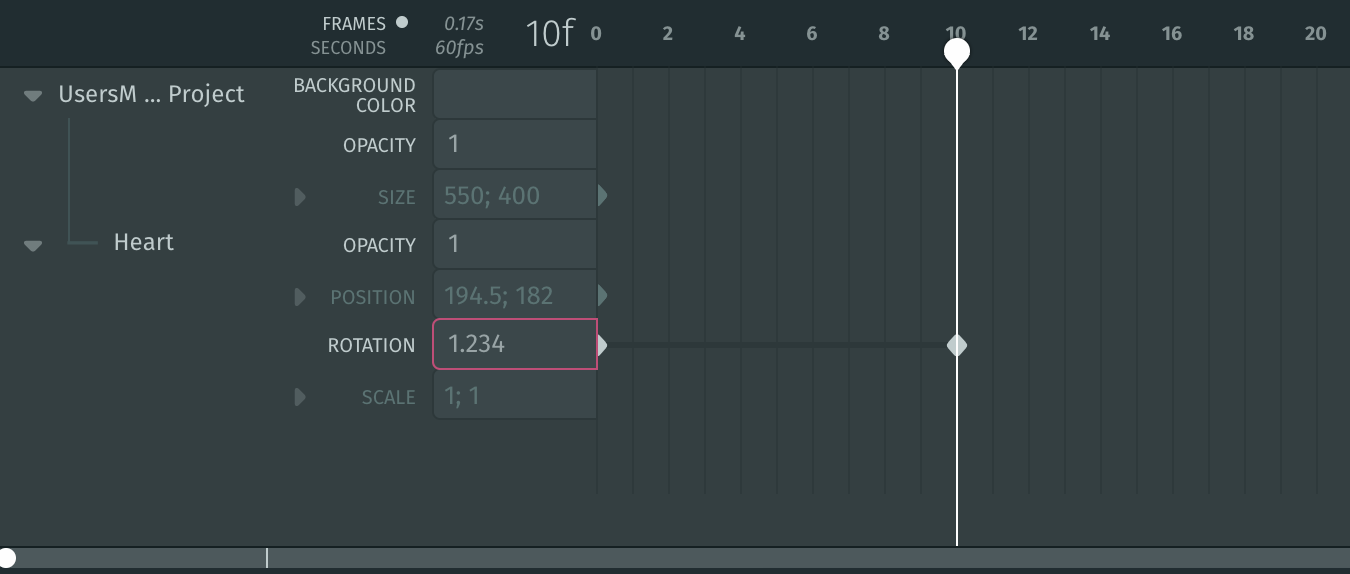 FRAMES 0.17s 10f 0 2 4 6 8 10 12 14 16 18 20
SECONDS 60fps
UsersM ... Project
BACKGROUND
COLOR
OPACITY 1
SIZE 550; 400
Heart OPACITY 1
POSITION 194.5; 182
ROTATION 1.234
SCALE 1; 1